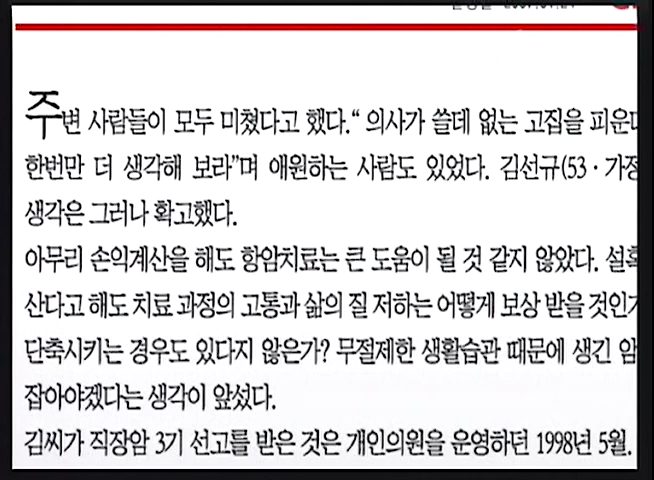 주변 사람들이 모두 미쳤다고 했다.“ 의사가 쓸데 없는 고집을
한번만 더 생각해 보라”며 애원하는 사람도 있었다. 김선규(53 · 가정
생각은 그러나 확고했다.
아무리 손익계산을 해도 항암치료는 큰 도움이 될 것 같지 않았다.
산다고 해도 치료 과정의 고통과 삶의 질 저하는 어떻게 보상 받을 것인가
단축시키는 경우도 있다지 않은가? 무절제한 생활습관 때문에 생긴 암
잡아야겠다는 생각이 앞섰다.
김씨가 직장암 3기 선고를 받은 것은 개인의원을 운영하던 1998년 5월.